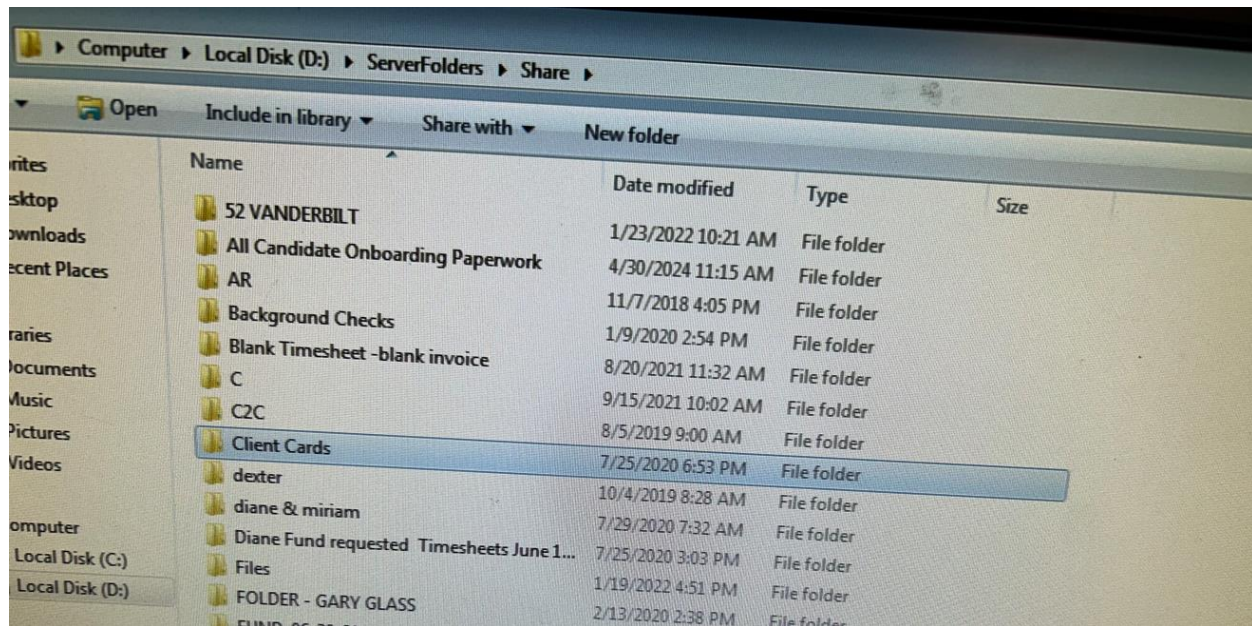 Computer Local Disk (D:) ServerFolders Share
Open Include in library Share with New folder
Name Date modified Type Size
52 VANDERBILT 1/23/2022 10:21 AM File folder
All Candidate Onboarding Paperwork 4/30/2024 11:15 AM File folder
AR 11/7/2018 4:05 PM File folder
Background Checks 1/9/2020 2:54 PM File folder
Blank Timesheet -blank invoice 8/20/2021 11:32 AM File folder
C 9/15/2021 10:02 AM File folder
C2C 8/5/2019 9:00 AM File folder
Client Cards 7/25/2020 6:53 PM File folder
dexter 10/4/2019 8:28 AM File folder
diane & miriam 7/29/2020 7:32 AM File folder
Diane Fund requested Timesheets June 1... 7/25/2020 3:03 PM File folder
Files 1/19/2022 4:51 PM File folder
FOLDER - GARY GLASS 2/13/2020 2:38 PM File folder
rites
sktop
ownloads
ecent Places
raries
ocuments
Music
Pictures
Videos
omputer
Local Disk (C:)
Local Disk (D:)